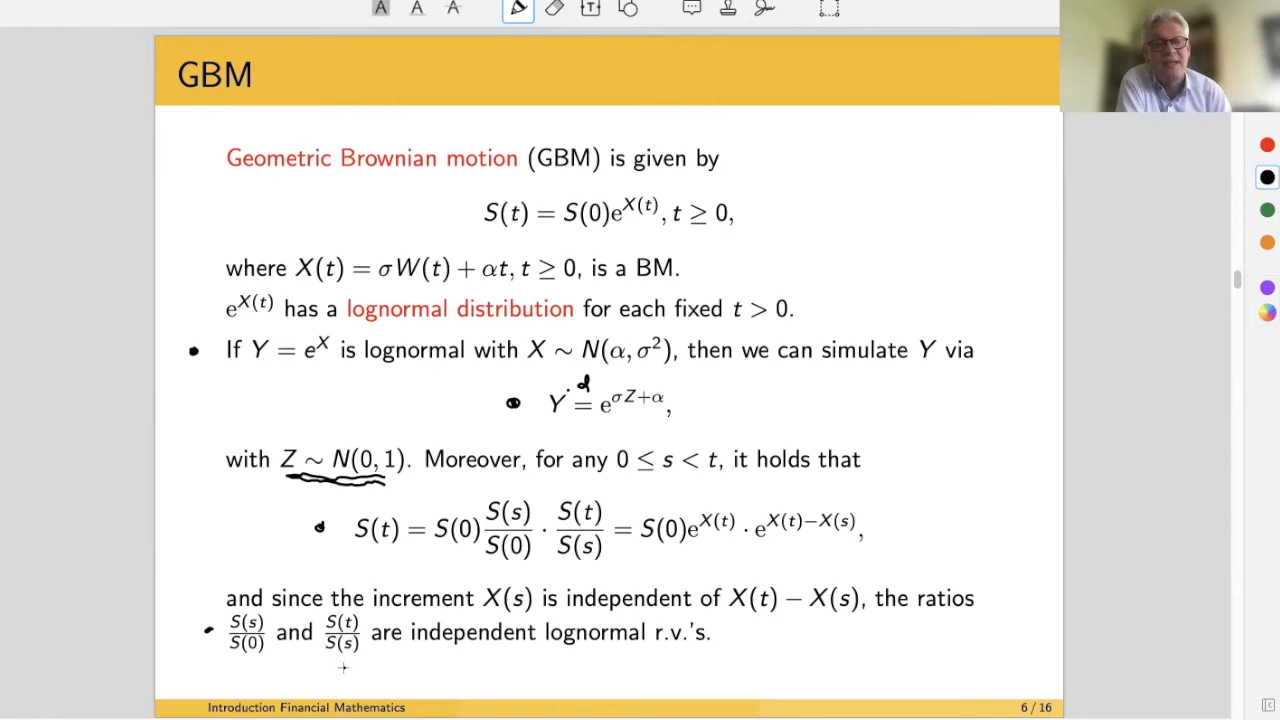 A A A
T
GBM
Geometric Brownian motion (GBM) is given by
S(t) = S(0)e^{X(t)}, t ≥ 0,
where X(t) = σW(t) + αt, t ≥ 0, is a BM.
e^{X(t)} has a lognormal distribution for each fixed t > 0.
• If Y = e^X is lognormal with X ∼ N(α, σ²), then we can simulate Y via
• Y =^d e^{σZ+α},
with Z ∼ N(0, 1). Moreover, for any 0 ≤ s < t, it holds that
S(t) = S(0) S(s)/S(0) · S(t)/S(s) = S(0)e^{X(t)} · e^{X(t)−X(s)},
and since the increment X(s) is independent of X(t) − X(s), the ratios
S(s)/S(0) and S(t)/S(s) are independent lognormal r.v.'s.
Introduction Financial Mathematics 6 / 16